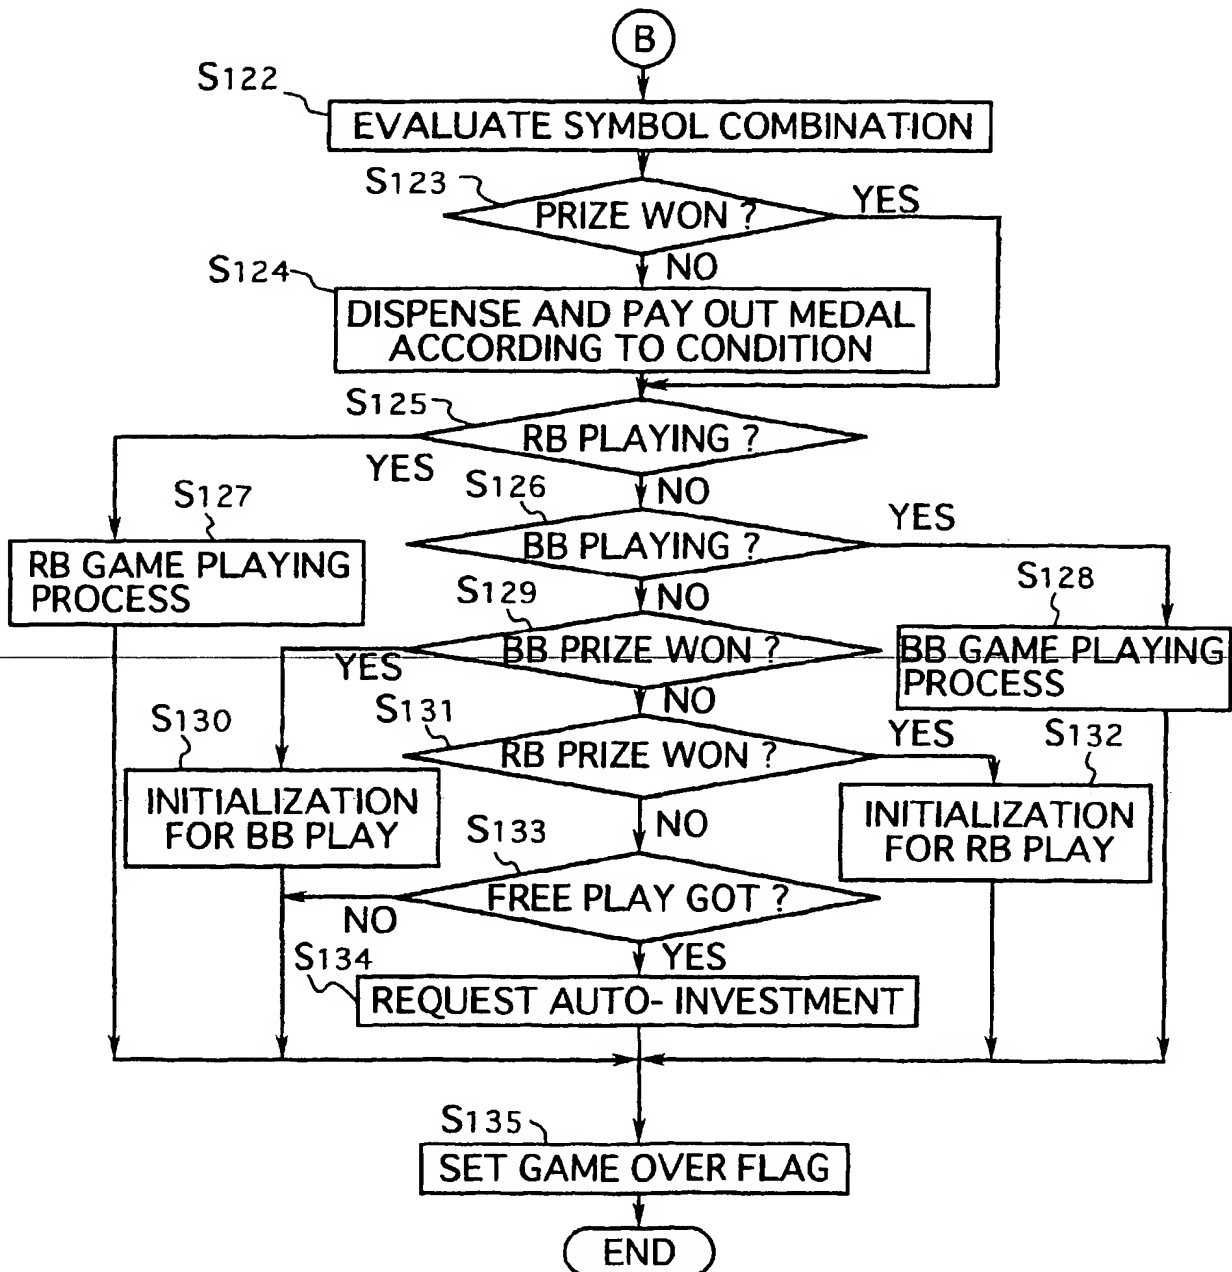 B
S122
EVALUATE SYMBOL COMBINATION
S123
PRIZE WON ?
YES
NO
S124
DISPENSE AND PAY OUT MEDAL
ACCORDING TO CONDITION
S125
RB PLAYING ?
YES
NO
S126
BB PLAYING ?
YES
NO
S127
RB GAME PLAYING
PROCESS
S128
BB GAME PLAYING
PROCESS
S129
BB PRIZE WON ?
YES
NO
S130
INITIALIZATION
FOR BB PLAY
S131
RB PRIZE WON ?
YES
NO
S132
INITIALIZATION
FOR RB PLAY
S133
FREE PLAY GOT ?
NO
YES
S134
REQUEST AUTO- INVESTMENT
S135
SET GAME OVER FLAG
END